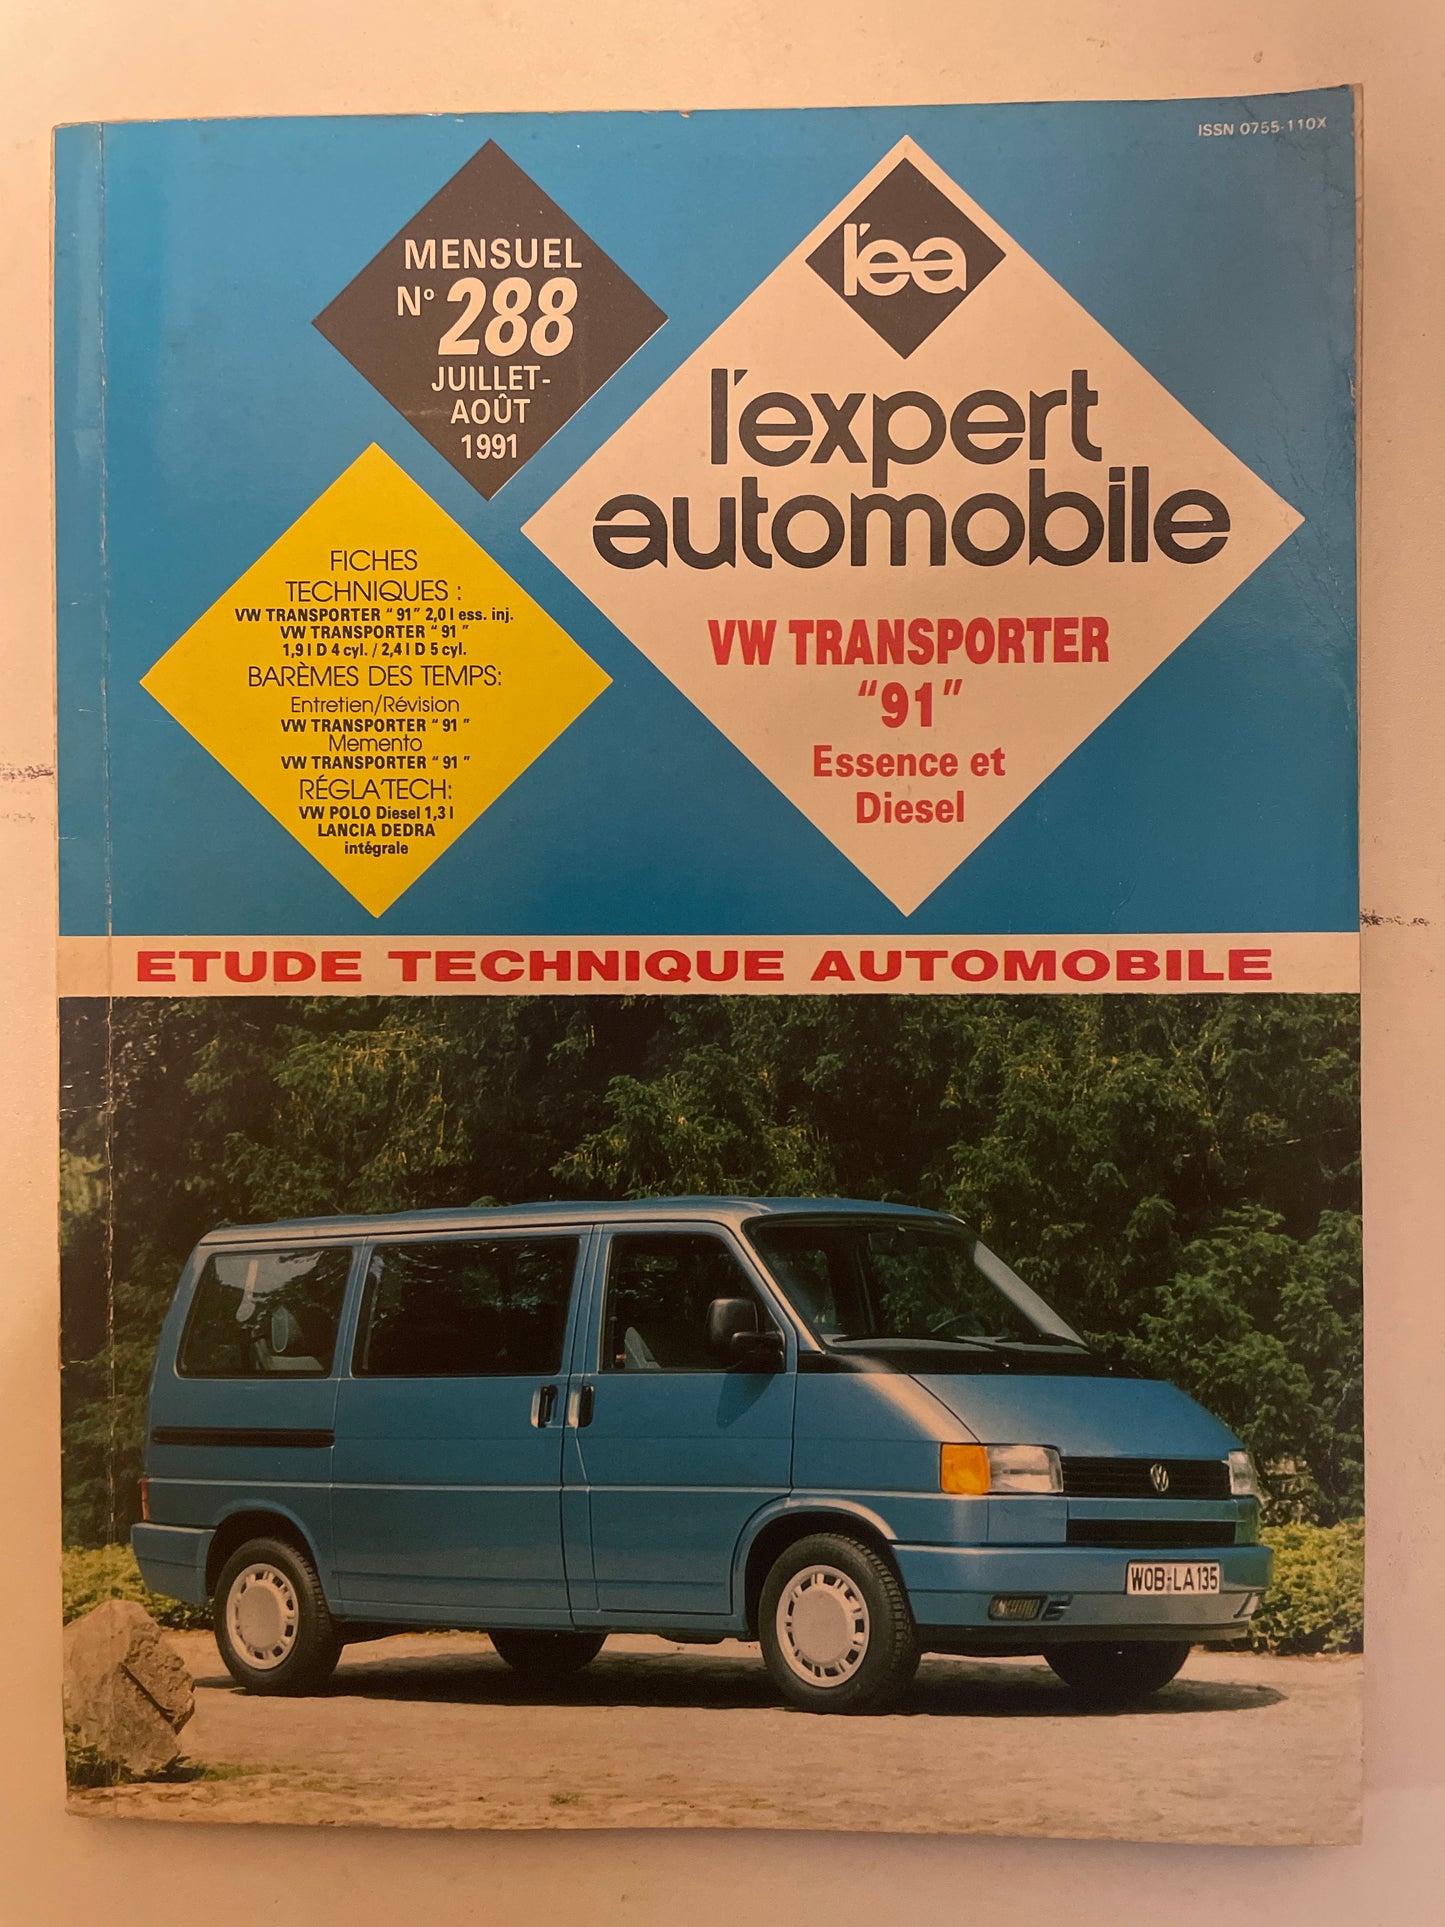 ISSN 0755-110X
MENSUEL
N° 288
JUILLET-
AOÛT
1991
l'ea
l'expert
automobile
VW TRANSPORTER
“91”
Essence et
Diesel
FICHES
TECHNIQUES :
VW TRANSPORTER “ 91” 2,0 l ess. inj.
VW TRANSPORTER “ 91 ”
1,9 l D 4 cyl. / 2,4 l D 5 cyl.
BARÈMES DES TEMPS:
Entretien/Révision
VW TRANSPORTER “ 91 ”
Memento
VW TRANSPORTER “ 91 ”
RÉGLA'TECH:
VW POLO Diesel 1,3 l
LANCIA DEDRA
intégrale
ETUDE TECHNIQUE AUTOMOBILE
WOB-LA 135